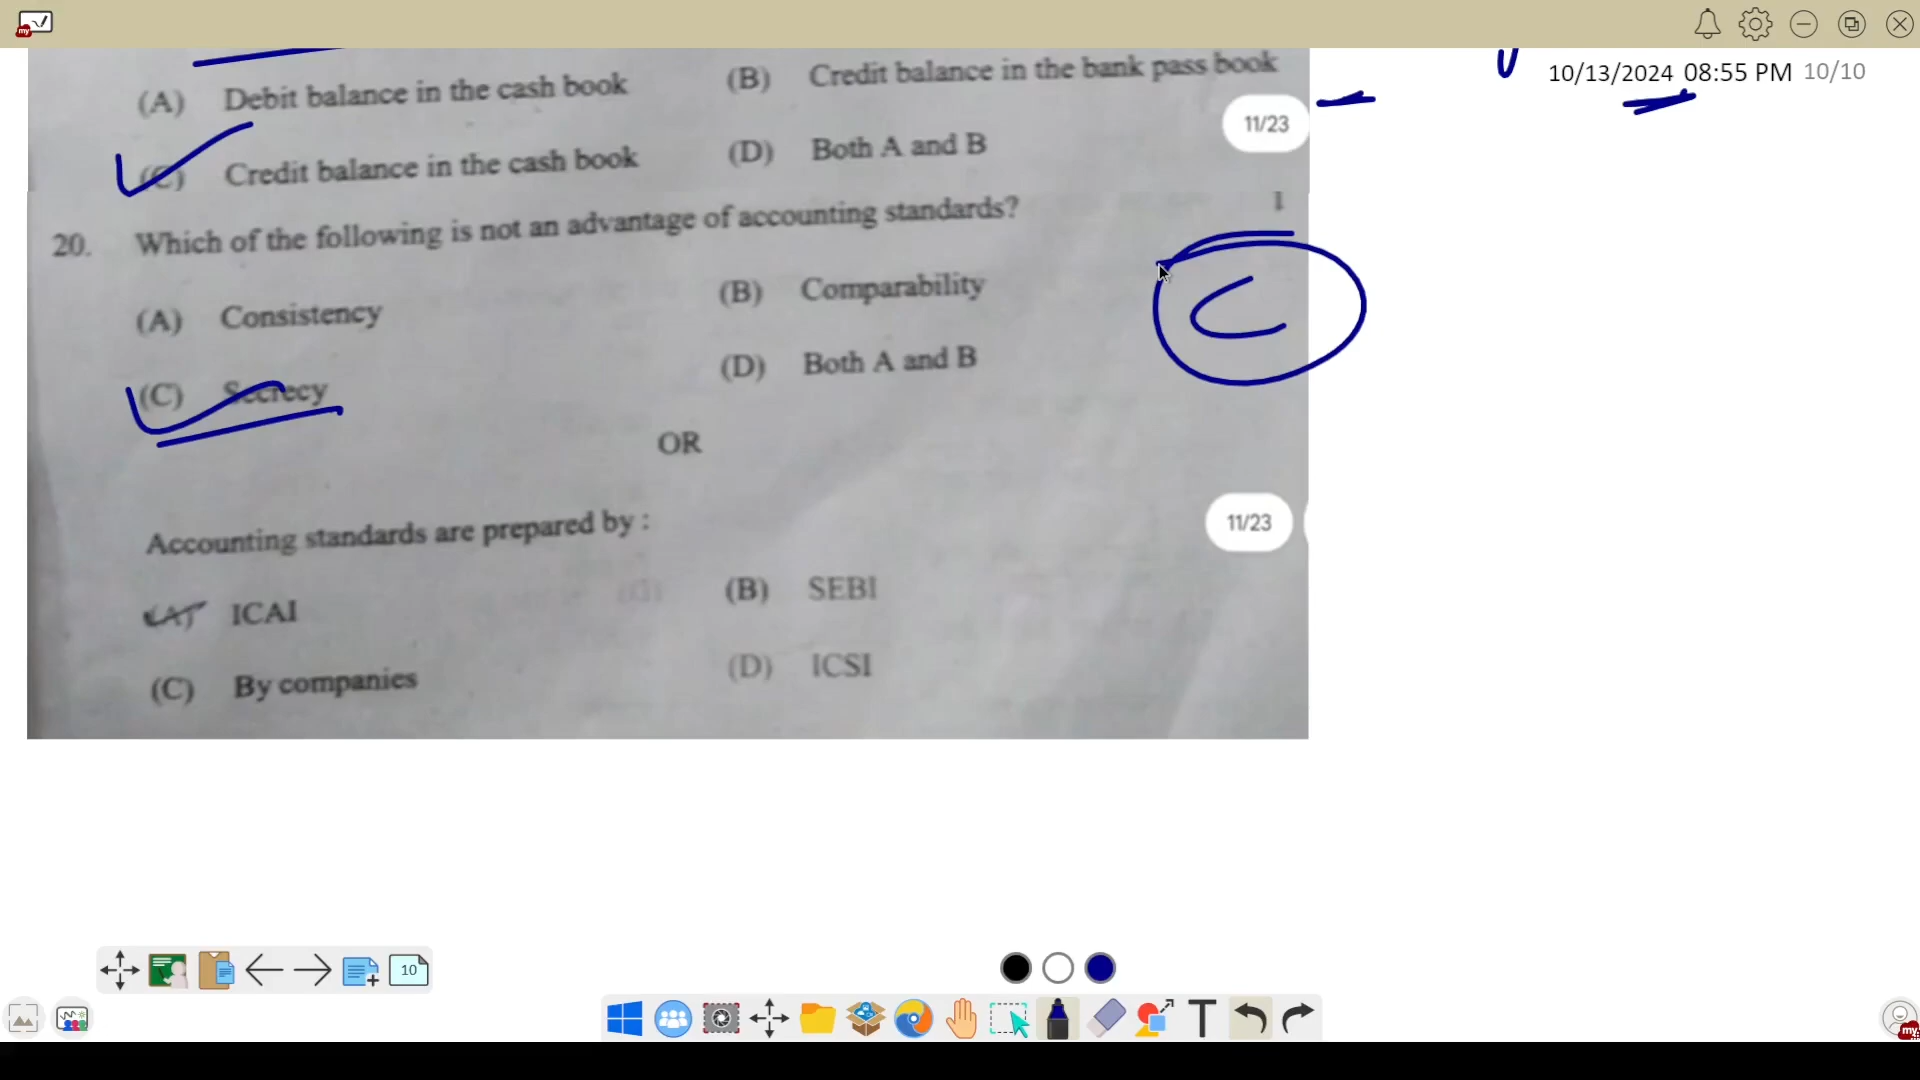 10/13/2024 08:55 PM 10/10
(A) Debit balance in the cash book (B) Credit balance in the bank pass book
11/23
(C) Credit balance in the cash book (D) Both A and B
20. Which of the following is not an advantage of accounting standards? 1
(A) Consistency (B) Comparability
C
(C) Secrecy (D) Both A and B
OR
Accounting standards are prepared by :
11/23
(A) ICAI (B) SEBI
(C) By companies (D) ICSI
10
my
my